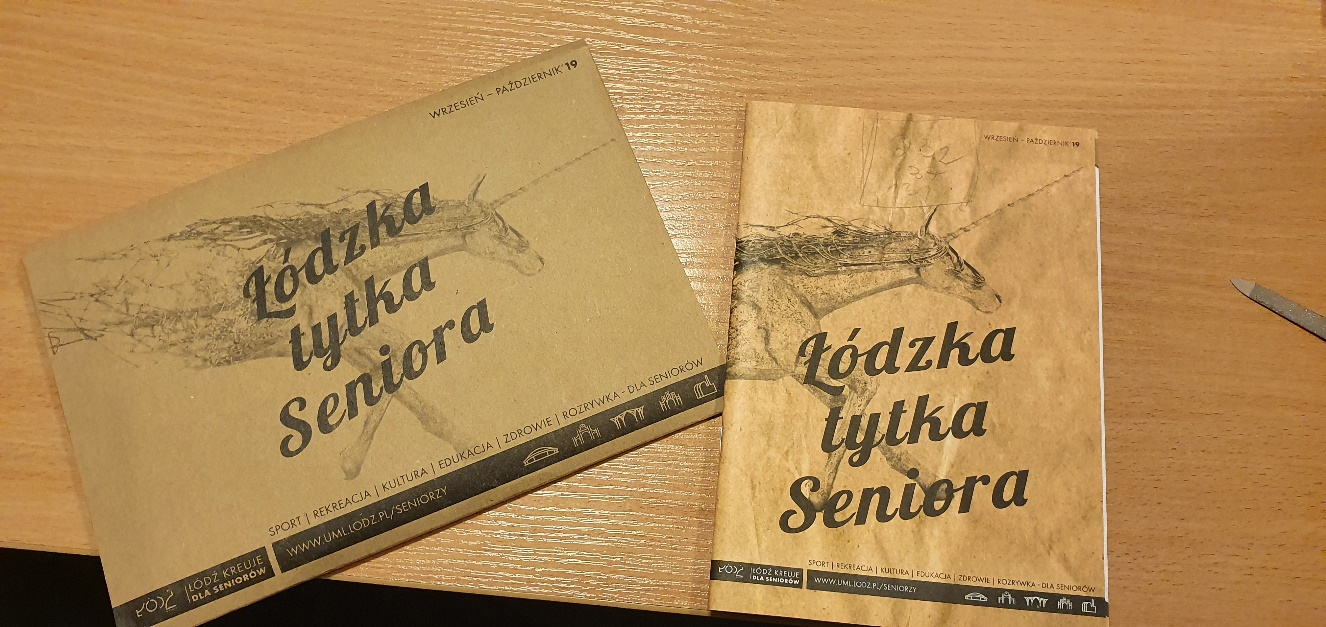 WRZESIEŃ – PAŹDZIERNIK'19
Łódzka
tytka
Seniora
SPORT | REKREACJA | KULTURA | EDUKACJA | ZDROWIE | ROZRYWKA - DLA SENIORÓW
WWW.UML.LODZ.PL/SENIORZY
ŁÓDŹ KREUJE
DLA SENIORÓW
WRZESIEŃ – PAŹDZIERNIK'19
Łódzka
tytka
Seniora
SPORT | REKREACJA | KULTURA | EDUKACJA | ZDROWIE | ROZRYWKA - DLA SENIORÓW
WWW.UML.LODZ.PL/SENIORZY
ŁÓDŹ KREUJE
DLA SENIORÓW